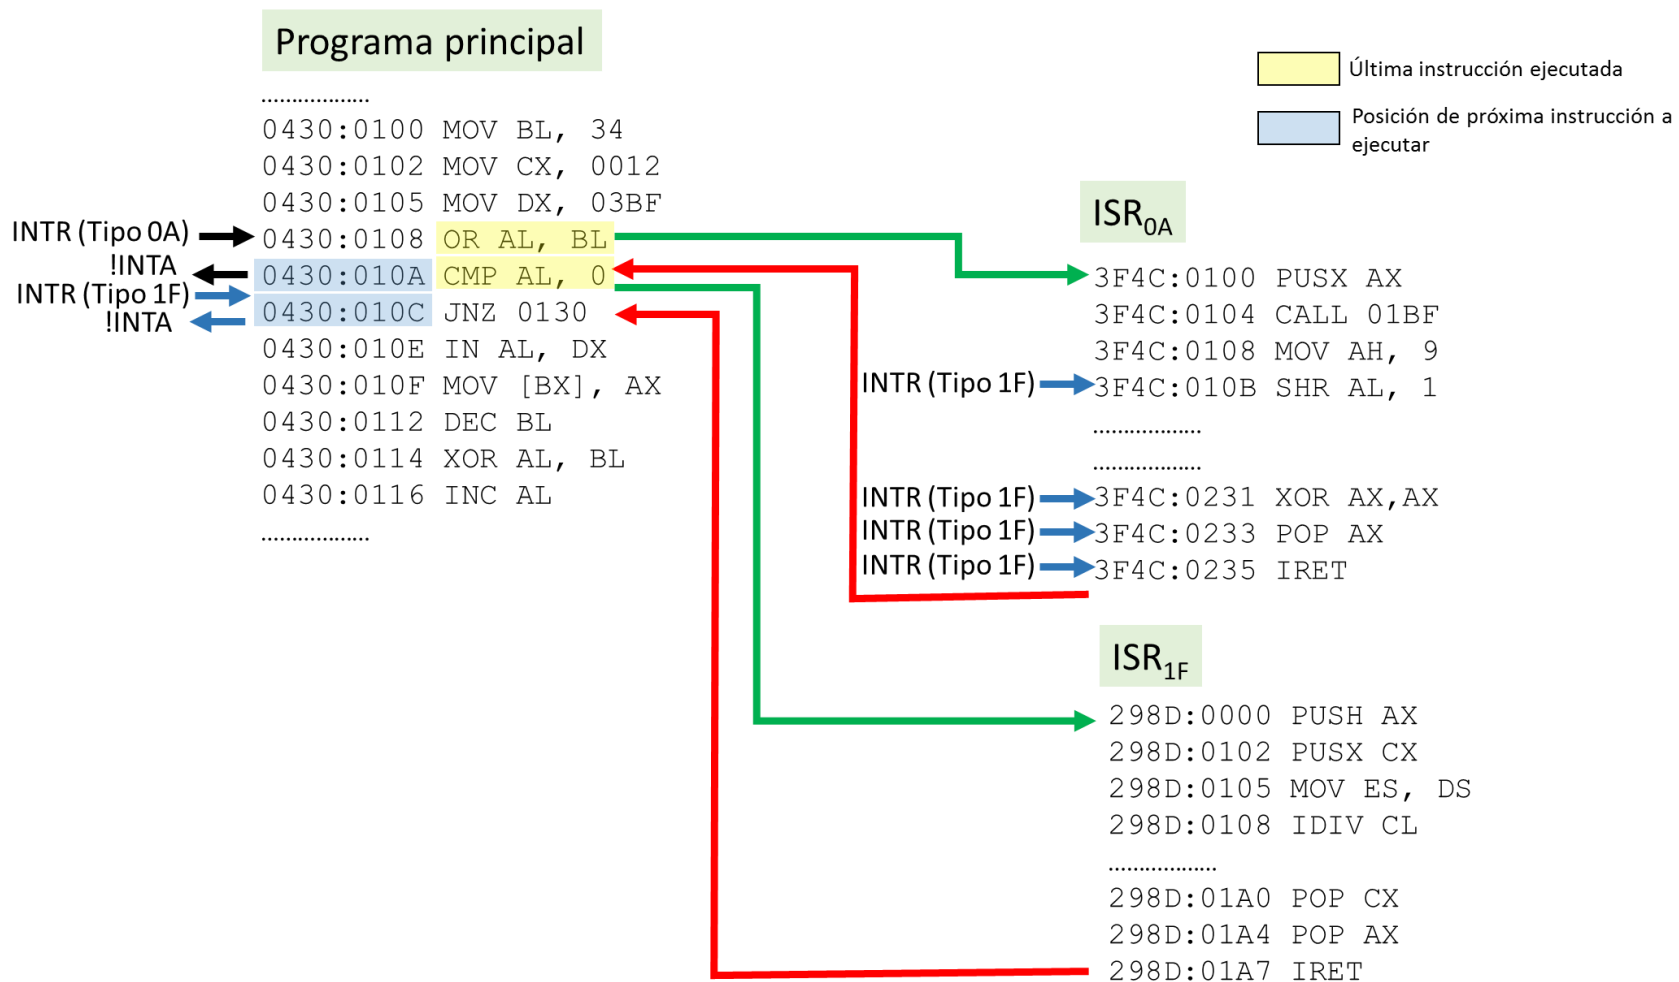 Programa principal
..................
0430:0100 MOV BL, 34
0430:0102 MOV CX, 0012
0430:0105 MOV DX, 03BF
INTR (Tipo 0A)
0430:0108 OR AL, BL
!INTA
0430:010A CMP AL, 0
INTR (Tipo 1F)
0430:010C JNZ 0130
!INTA
0430:010E IN AL, DX
0430:010F MOV [BX], AX
0430:0112 DEC BL
0430:0114 XOR AL, BL
0430:0116 INC AL
..................
Última instrucción ejecutada
Posición de próxima instrucción a
ejecutar
ISR0A
3F4C:0100 PUSX AX
3F4C:0104 CALL 01BF
3F4C:0108 MOV AH, 9
INTR (Tipo 1F) 3F4C:010B SHR AL, 1
..................
..................
INTR (Tipo 1F) 3F4C:0231 XOR AX,AX
INTR (Tipo 1F) 3F4C:0233 POP AX
INTR (Tipo 1F) 3F4C:0235 IRET
ISR1F
298D:0000 PUSH AX
298D:0102 PUSX CX
298D:0105 MOV ES, DS
298D:0108 IDIV CL
..................
298D:01A0 POP CX
298D:01A4 POP AX
298D:01A7 IRET